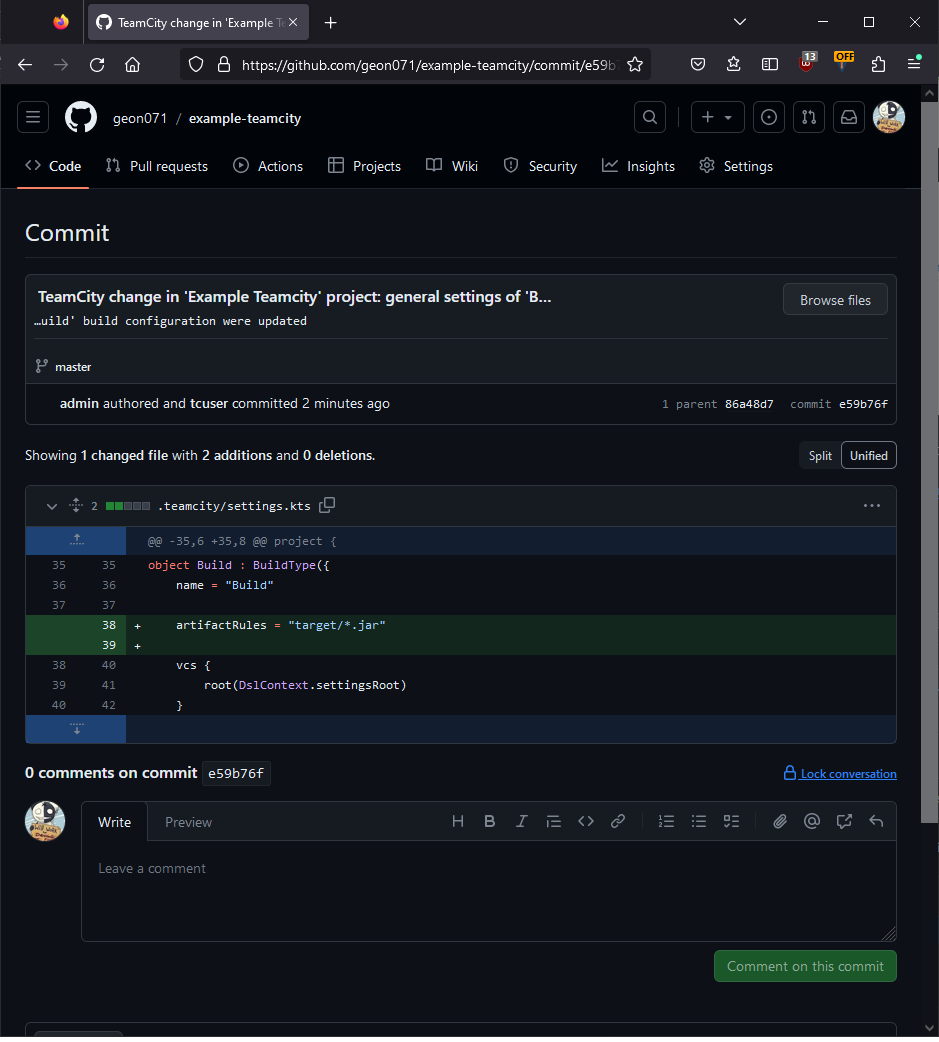 TeamCity change in 'Example Te
https://github.com/geon071/example-teamcity/commit/e59b
13
OFF
geon071 / example-teamcity
Code Pull requests Actions Projects Wiki Security Insights Settings
Commit
TeamCity change in 'Example Teamcity' project: general settings of 'B...
Browse files
…uild' build configuration were updated
master
admin authored and tcuser committed 2 minutes ago 1 parent 86a48d7 commit e59b76f
Showing 1 changed file with 2 additions and 0 deletions.
Split Unified
2 .teamcity/settings.kts
@@ -35,6 +35,8 @@ project {
35 35 object Build : BuildType({
36 36 name = "Build"
37 37
38 + artifactRules = "target/*.jar"
39 +
38 40 vcs {
39 41 root(DslContext.settingsRoot)
40 42 }
0 comments on commit e59b76f
Lock conversation
Write Preview
Leave a comment
Comment on this commit